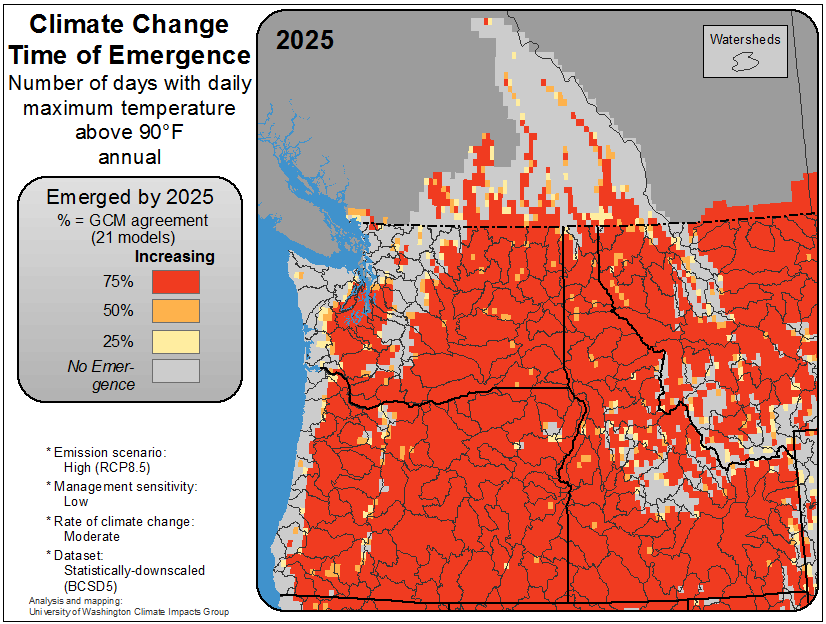 Climate Change
Time of Emergence
Number of days with daily
maximum temperature
above 90°F
annual
Emerged by 2025
% = GCM agreement
(21 models)
Increasing
75%
50%
25%
No Emer-
gence
* Emission scenario:
High (RCP8.5)
* Management sensitivity:
Low
* Rate of climate change:
Moderate
* Dataset:
Statistically-downscaled
(BCSD5)
Analysis and mapping:
University of Washington Climate Impacts Group
2025
Watersheds